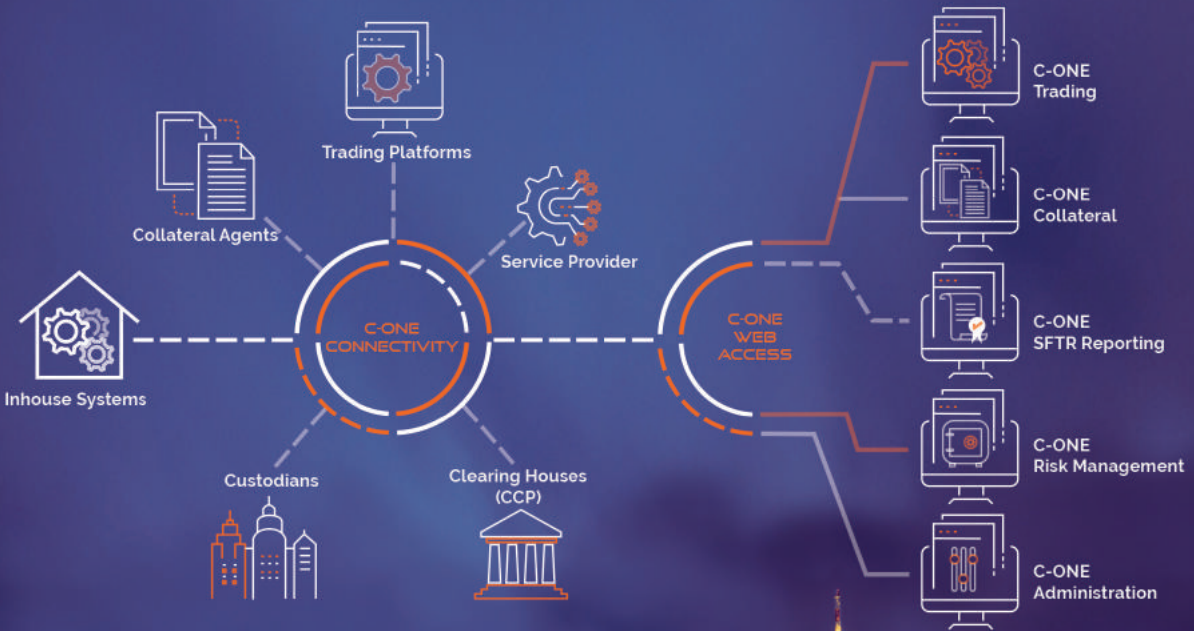 Trading Platforms
Collateral Agents
Service Provider
Inhouse Systems
C-ONE
CONNECTIVITY
Custodians
Clearing Houses
(CCP)
C-ONE
WEB
ACCESS
C-ONE
Trading
C-ONE
Collateral
C-ONE
SFTR Reporting
C-ONE
Risk Management
C-ONE
Administration